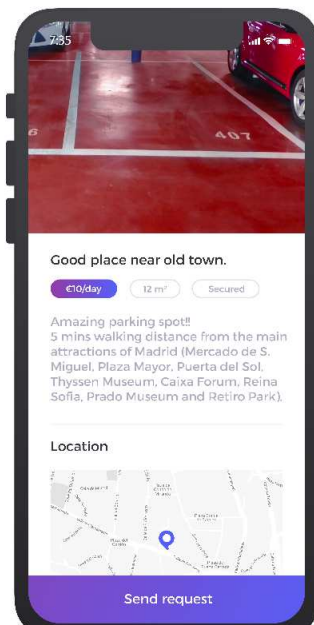 7:35
6
407
Good place near old town.
€10/day 12 m² Secured
Amazing parking spot!!
5 mins walking distance from the main
attractions of Madrid (Mercado de S.
Miguel, Plaza Mayor, Puerta del Sol,
Thyssen Museum, Caixa Forum, Reina
Sofia, Prado Museum and Retiro Park).
Location
Send request